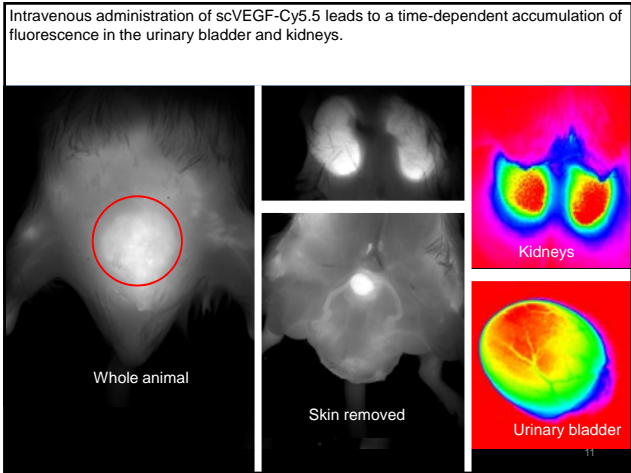 Intravenous administration of scVEGF-Cy5.5 leads to a time-dependent accumulation of
fluorescence in the urinary bladder and kidneys.
Kidneys
Whole animal
Skin removed
Urinary bladder
11